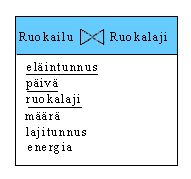 Ruokailu Ruokalaji
eläintunnus
päivä
ruokalaji
määrä
lajitunnus
energia